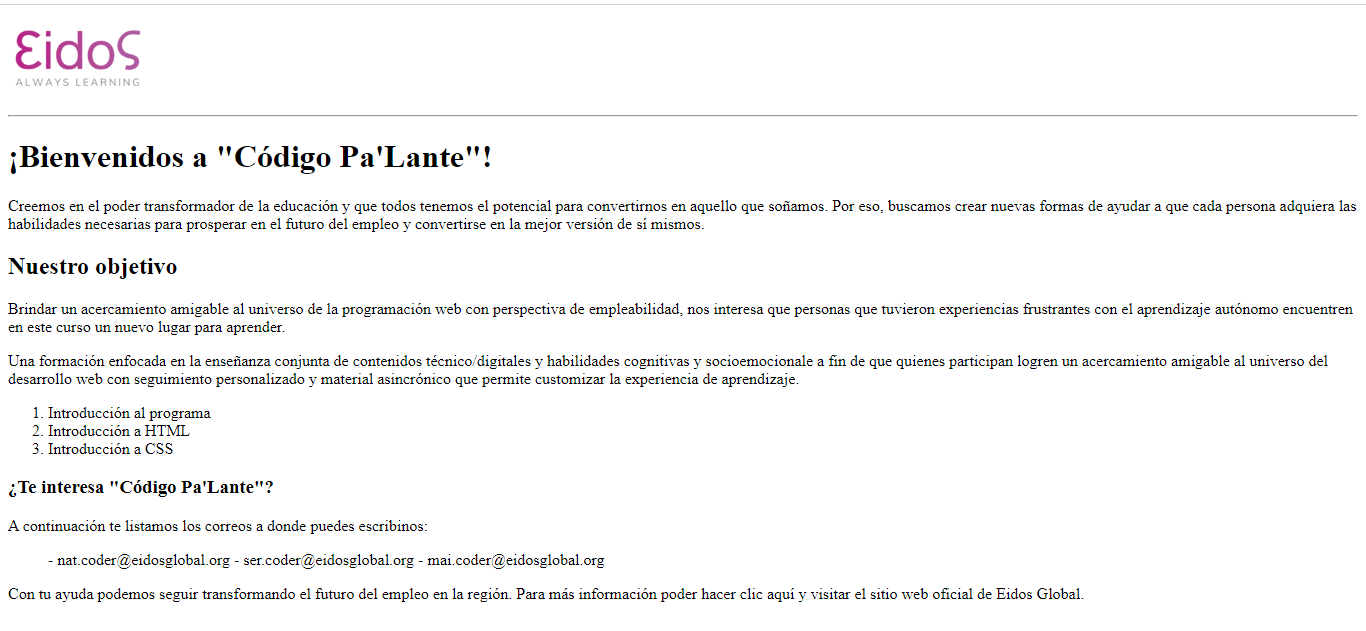 Eidos
ALWAYS LEARNING
¡Bienvenidos a "Código Pa'Lante"!
Creemos en el poder transformador de la educación y que todos tenemos el potencial para convertirnos en aquello que soñamos. Por eso, buscamos crear nuevas formas de ayudar a que cada persona adquiera las
habilidades necesarias para prosperar en el futuro del empleo y convertirse en la mejor versión de sí mismos.
Nuestro objetivo
Brindar un acercamiento amigable al universo de la programación web con perspectiva de empleabilidad, nos interesa que personas que tuvieron experiencias frustrantes con el aprendizaje autónomo encuentren
en este curso un nuevo lugar para aprender.
Una formación enfocada en la enseñanza conjunta de contenidos técnico/digitales y habilidades cognitivas y socioemocionale a fin de que quienes participan logren un acercamiento amigable al universo del
desarrollo web con seguimiento personalizado y material asincrónico que permite customizar la experiencia de aprendizaje.
1. Introducción al programa
2. Introducción a HTML
3. Introducción a CSS
¿Te interesa "Código Pa'Lante"?
A continuación te listamos los correos a donde puedes escribinos:
- nat.coder@eidosglobal.org - ser.coder@eidosglobal.org - mai.coder@eidosglobal.org
Con tu ayuda podemos seguir transformando el futuro del empleo en la región. Para más información poder hacer clic aquí y visitar el sitio web oficial de Eidos Global.